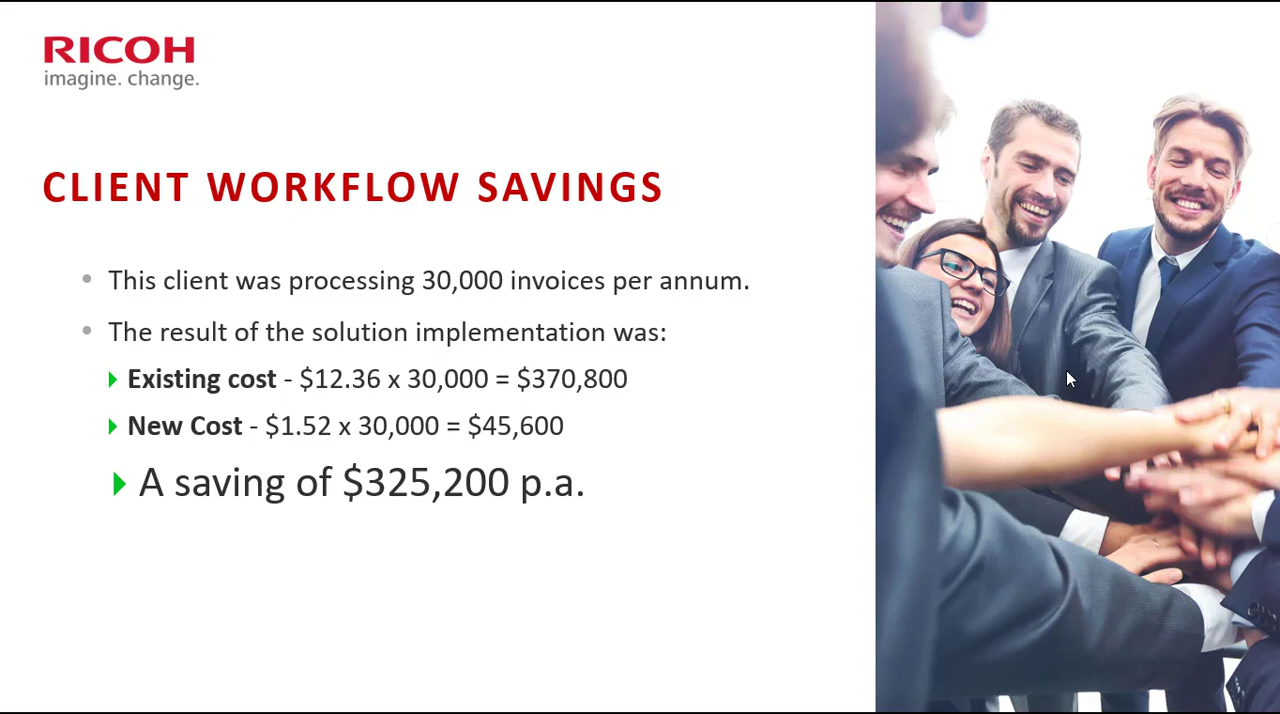 RICOH
imagine. change.
CLIENT WORKFLOW SAVINGS
This client was processing 30,000 invoices per annum.
The result of the solution implementation was:
Existing cost - $12.36 x 30,000 = $370,800
New Cost - $1.52 x 30,000 = $45,600
A saving of $325,200 p.a.